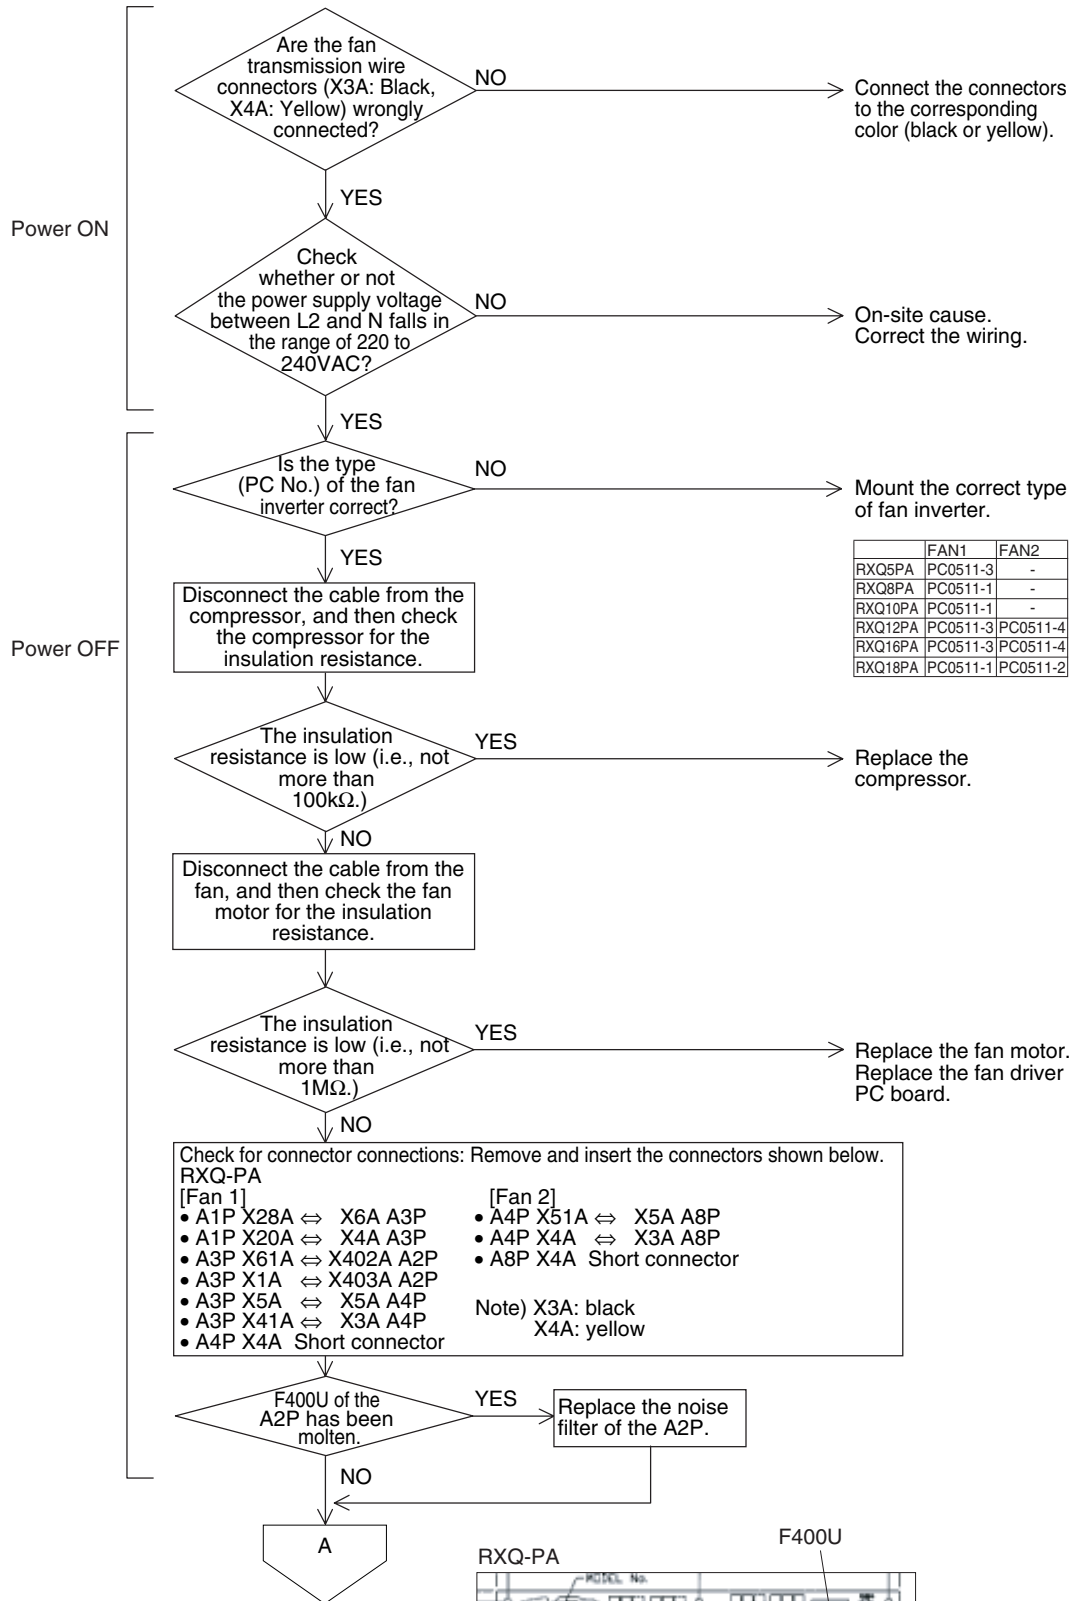 Are the fan
transmission wire
connectors (X3A: Black,
X4A: Yellow) wrongly
connected?
NO
Connect the connectors
to the corresponding
color (black or yellow).
YES
Power ON
Check
whether or not
the power supply voltage
between L2 and N falls in
the range of 220 to
240VAC?
NO
On-site cause.
Correct the wiring.
YES
Is the type
(PC No.) of the fan
inverter correct?
NO
Mount the correct type
of fan inverter.
FAN1 FAN2
RXQ5PA PC0511-3 -
RXQ8PA PC0511-1 -
RXQ10PA PC0511-1 -
RXQ12PA PC0511-3 PC0511-4
RXQ16PA PC0511-3 PC0511-4
RXQ18PA PC0511-1 PC0511-2
YES
Disconnect the cable from the
compressor, and then check
the compressor for the
insulation resistance.
Power OFF
The insulation
resistance is low (i.e., not
more than
100kΩ.)
YES
Replace the
compressor.
NO
Disconnect the cable from the
fan, and then check the fan
motor for the insulation
resistance.
The insulation
resistance is low (i.e., not
more than
1MΩ.)
YES
Replace the fan motor.
Replace the fan driver
PC board.
NO
Check for connector connections: Remove and insert the connectors shown below.
RXQ-PA
[Fan 1] [Fan 2]
• A1P X28A ⇔ X6A A3P • A4P X51A ⇔ X5A A8P
• A1P X20A ⇔ X4A A3P • A4P X4A ⇔ X3A A8P
• A3P X61A ⇔ X402A A2P • A8P X4A Short connector
• A3P X1A ⇔ X403A A2P
• A3P X5A ⇔ X5A A4P Note) X3A: black
• A3P X41A ⇔ X3A A4P X4A: yellow
• A4P X4A Short connector
F400U of the
A2P has been
molten.
YES
Replace the noise
filter of the A2P.
NO
A
F400U
RXQ-PA
MODEL No.